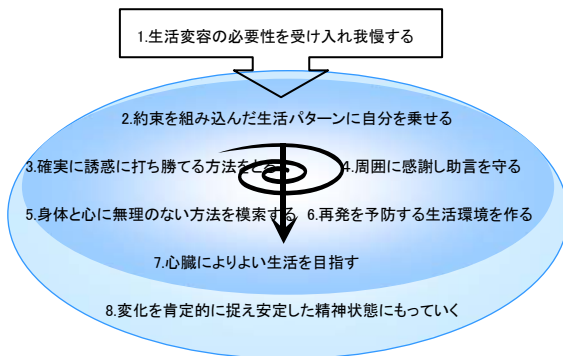 1.生活変容の必要性を受け入れ我慢する
2.約束を組み込んだ生活パターンに自分を乗せる
3.確実に誘惑に打ち勝てる方法をとる
4.周囲に感謝し助言を守る
5.身体と心に無理のない方法を模索する
6.再発を予防する生活環境を作る
7.心臓によりよい生活を目指す
8.変化を肯定的に捉え安定した精神状態にもっていく